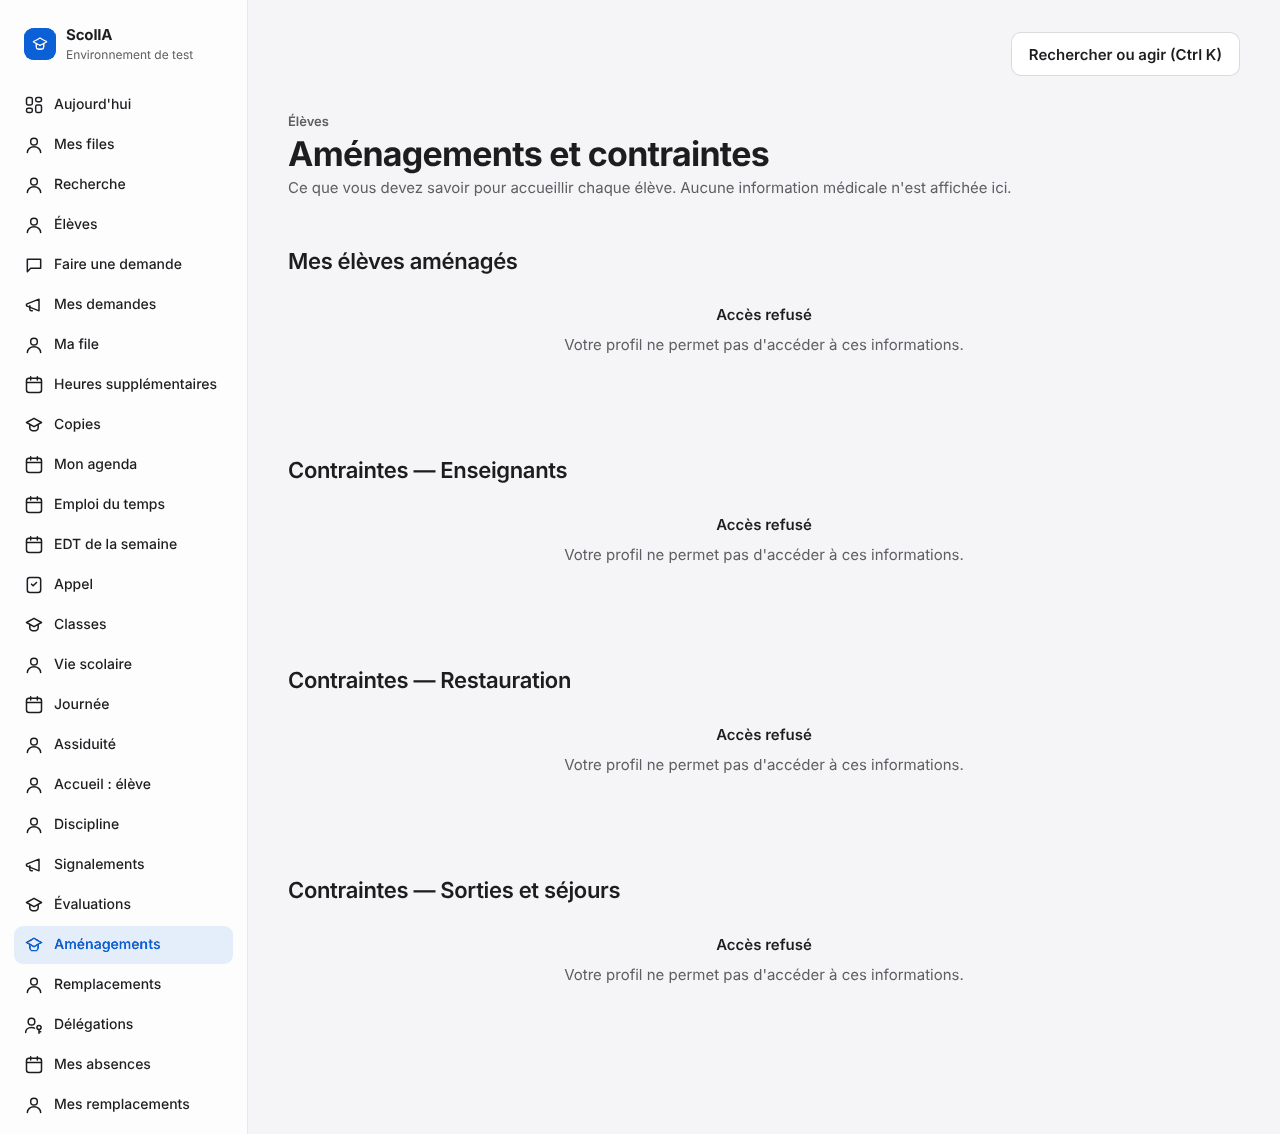 ScolIA
Environnement de test
Aujourd'hui
Mes files
Recherche
Élèves
Faire une demande
Mes demandes
Ma file
Heures supplémentaires
Copies
Mon agenda
Emploi du temps
EDT de la semaine
Appel
Classes
Vie scolaire
Journée
Assiduité
Accueil : élève
Discipline
Signalements
Évaluations
Aménagements
Remplacements
Délégations
Mes absences
Mes remplacements
Rechercher ou agir (Ctrl K)
Élèves
Aménagements et contraintes
Ce que vous devez savoir pour accueillir chaque élève. Aucune information médicale n'est affichée ici.
Mes élèves aménagés
Accès refusé
Votre profil ne permet pas d'accéder à ces informations.
Contraintes — Enseignants
Accès refusé
Votre profil ne permet pas d'accéder à ces informations.
Contraintes — Restauration
Accès refusé
Votre profil ne permet pas d'accéder à ces informations.
Contraintes — Sorties et séjours
Accès refusé
Votre profil ne permet pas d'accéder à ces informations.